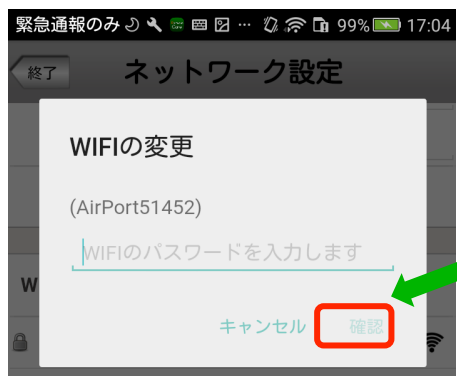 緊急通報のみ … 99% 17:04
終了 ネットワーク設定
WIFIの変更
(AirPort51452)
WIFIのパスワードを入力します
W
キャンセル 確認